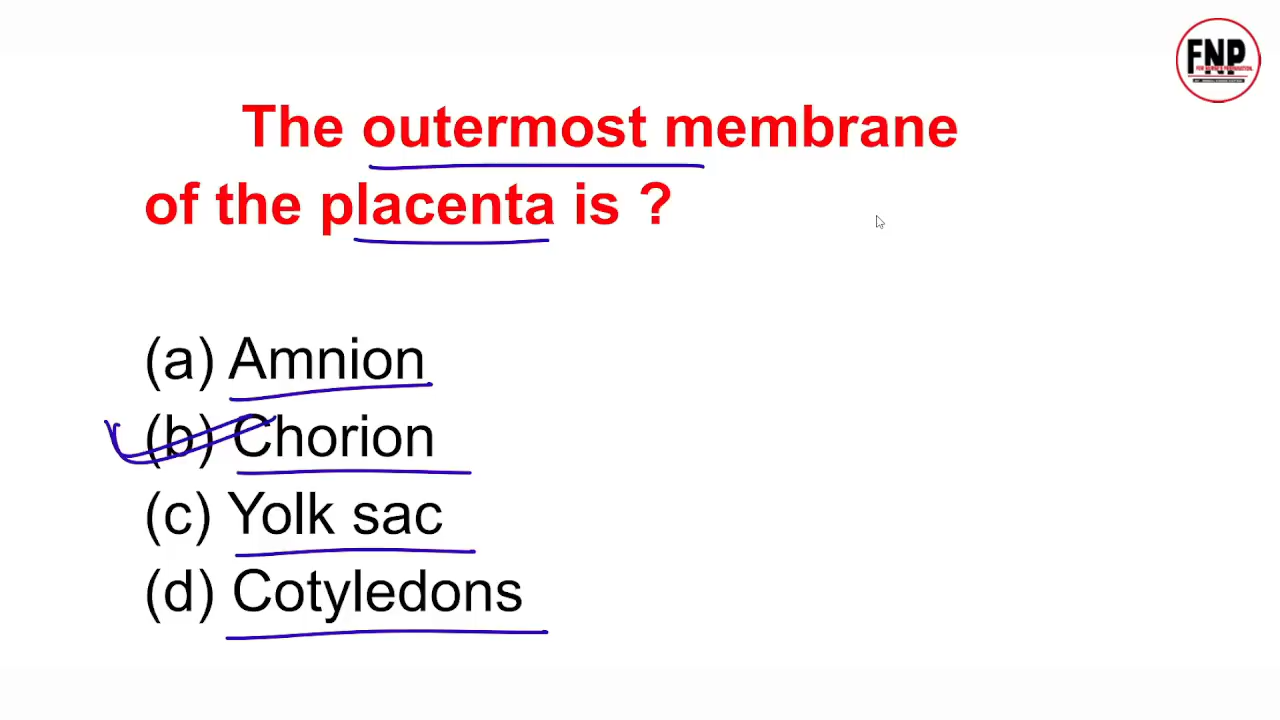 FNP
The outermost membrane
of the placenta is ?
(a) Amnion
(b) Chorion
(c) Yolk sac
(d) Cotyledons